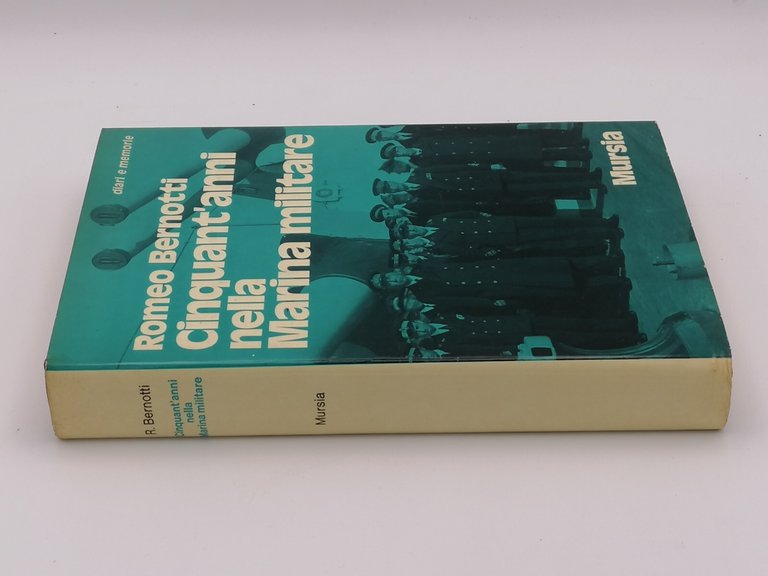 diari e memorie
Romeo Bernotti
Cinquant'anni
nella
Marina militare
Mursia
R. Bernotti
Cinquant'anni
nella
Marina militare
Mursia